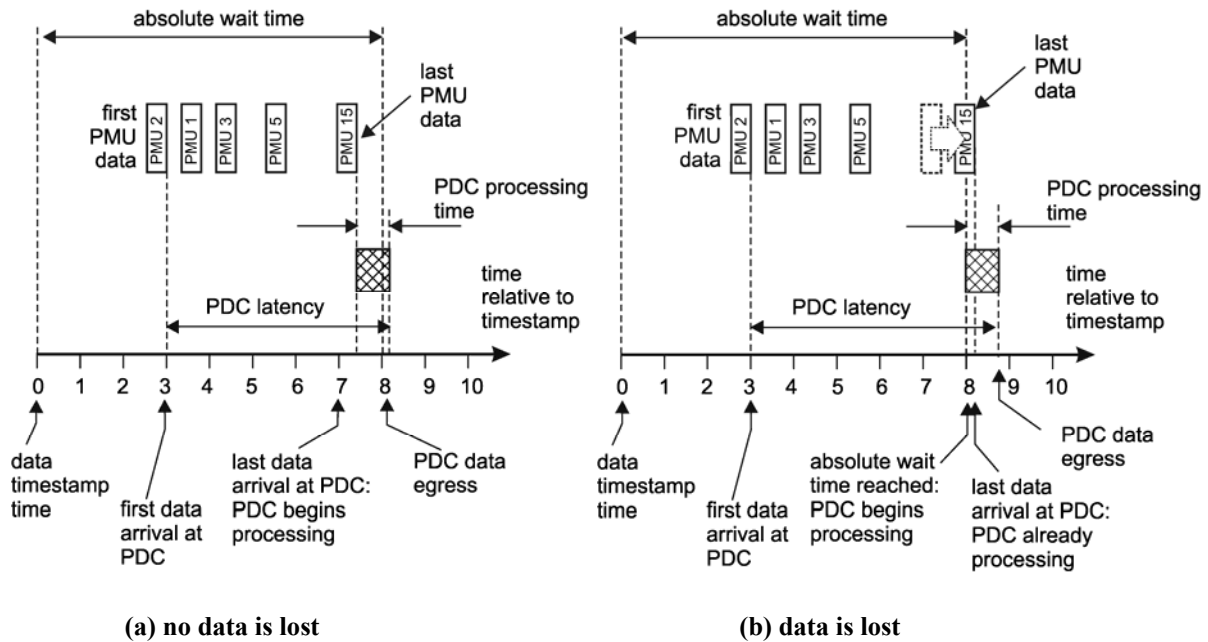 absolute wait time
first
PMU
data
PMU 2
PMU 1
PMU 3
PMU 5
PMU 15
last
PMU
data
PDC processing
time
PDC latency
time
relative to
timestamp
0 1 2 3 4 5 6 7 8 9 10
data
timestamp
time
first data
arrival at
PDC
last data
arrival at PDC:
PDC begins
processing
PDC data
egress
(a) no data is lost
absolute wait time
first
PMU
data
PMU 2
PMU 1
PMU 3
PMU 5
PMU 15
last
PMU
data
PDC processing
time
PDC latency
time
relative to
timestamp
0 1 2 3 4 5 6 7 8 9 10
data
timestamp
time
first data
arrival at
PDC
absolute wait
time reached:
PDC begins
processing
last data
arrival at PDC:
PDC already
processing
PDC data
egress
(b) data is lost